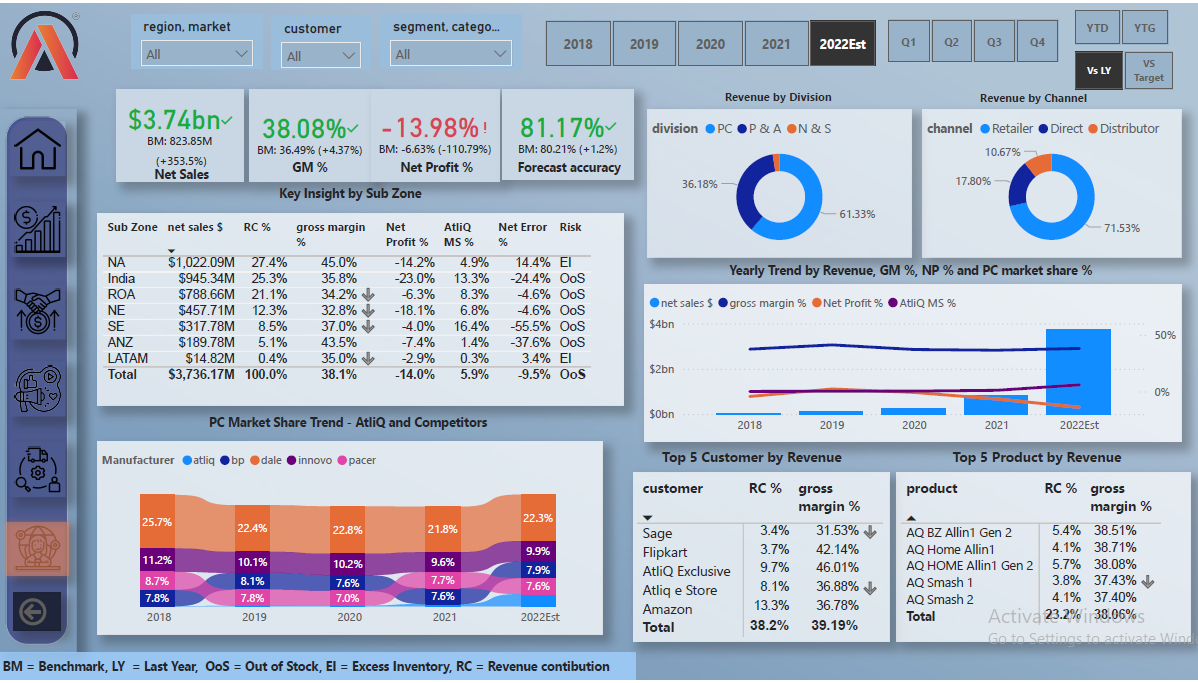 region, market
All
customer
All
segment, catego...
All
2018
2019
2020
2021
2022Est
Q1
Q2
Q3
Q4
YTD
YTG
Vs LY
VS
Target
$3.74bn
BM: 823.85M
(+353.5%)
Net Sales
38.08%
BM: 36.49% (+4.37%)
GM %
-13.98%!
BM: -6.63% (-110.79%)
Net Profit %
81.17%
BM: 80.21% (+1.2%)
Forecast accuracy
Revenue by Division
division PC P & A N & S
36.18%
61.33%
Revenue by Channel
channel Retailer Direct Distributor
10.67%
17.80%
71.53%
Key Insight by Sub Zone
Sub Zone net sales $ RC % gross margin % Net Profit % AtliQ MS % Net Error % Risk
NA $1,022.09M 27.4% 45.0% -14.2% 4.9% 14.4% EI
India $945.34M 25.3% 35.8% -23.0% 13.3% -24.4% OoS
ROA $788.66M 21.1% 34.2% -6.3% 8.3% -4.6% OoS
NE $457.71M 12.3% 32.8% -18.1% 6.8% -4.6% OoS
SE $317.78M 8.5% 37.0% -4.0% 16.4% -55.5% OoS
ANZ $189.78M 5.1% 43.5% -7.4% 1.4% -37.6% OoS
LATAM $14.82M 0.4% 35.0% -2.9% 0.3% 3.4% EI
Total $3,736.17M 100.0% 38.1% -14.0% 5.9% -9.5% OoS
Yearly Trend by Revenue, GM %, NP % and PC market share %
net sales $ gross margin % Net Profit % AtliQ MS %
$4bn
$2bn
$0bn
50%
0%
2018 2019 2020 2021 2022Est
PC Market Share Trend - AtliQ and Competitors
Manufacturer atliq bp dale innovo pacer
25.7% 22.4% 22.8% 21.8% 22.3%
11.2% 10.1% 10.2% 9.6% 9.9%
8.7% 8.1% 7.6% 7.7% 7.9%
7.8% 7.8% 7.0% 7.6% 7.6%
2018 2019 2020 2021 2022Est
Top 5 Customer by Revenue
customer RC % gross margin %
Sage 3.4% 31.53%
Flipkart 3.7% 42.14%
AtliQ Exclusive 9.7% 46.01%
Atliq e Store 8.1% 36.88%
Amazon 13.3% 36.78%
Total 38.2% 39.19%
Top 5 Product by Revenue
product RC % gross margin %
AQ BZ Allin1 Gen 2 5.4% 38.51%
AQ Home Allin1 4.1% 38.71%
AQ HOME Allin1 Gen 2 5.7% 38.08%
AQ Smash 1 3.8% 37.43%
AQ Smash 2 4.1% 37.40%
Total 23.2% 38.06%
Activate Windows
Go to Settings to activate Wind
BM = Benchmark, LY = Last Year, OoS = Out of Stock, EI = Excess Inventory, RC = Revenue contibution